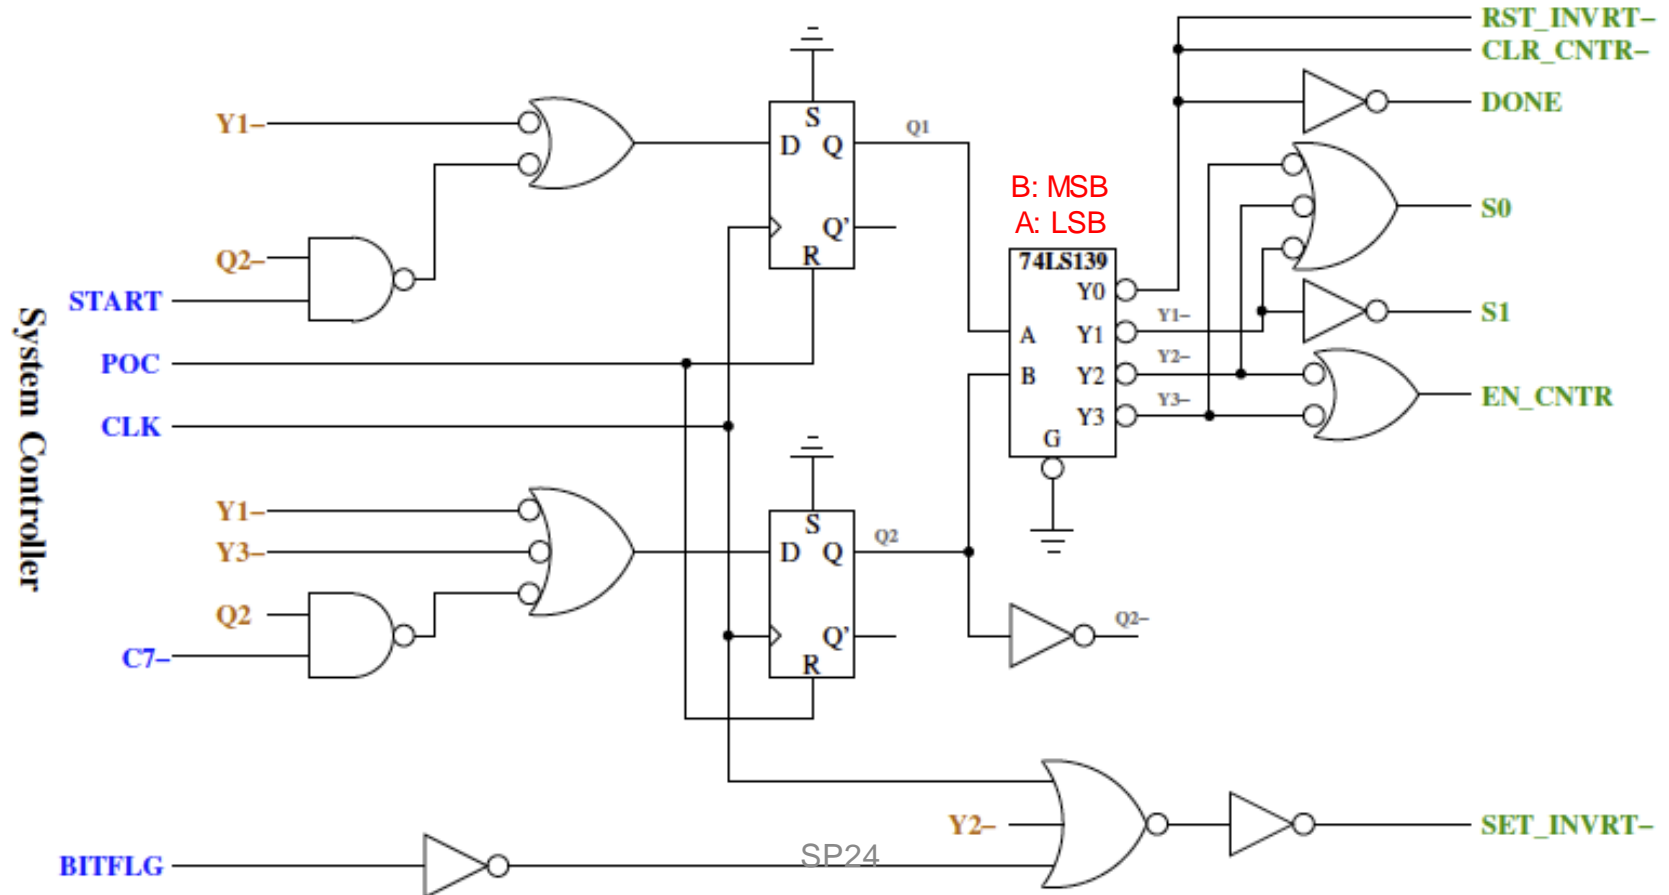 System Controller
Y1–
Q2–
START
POC
CLK
Y1–
Y3–
Q2
C7–
BITFLG
S
D Q
Q'
R
Q1
S
D Q
Q'
R
Q2
Q2–
B: MSB
A: LSB
74LS139
Y0
A Y1
B Y2
Y3
G
Y1–
Y2–
Y3–
Y2–
SP24
RST_INVRT–
CLR_CNTR–
DONE
S0
S1
EN_CNTR
SET_INVRT–